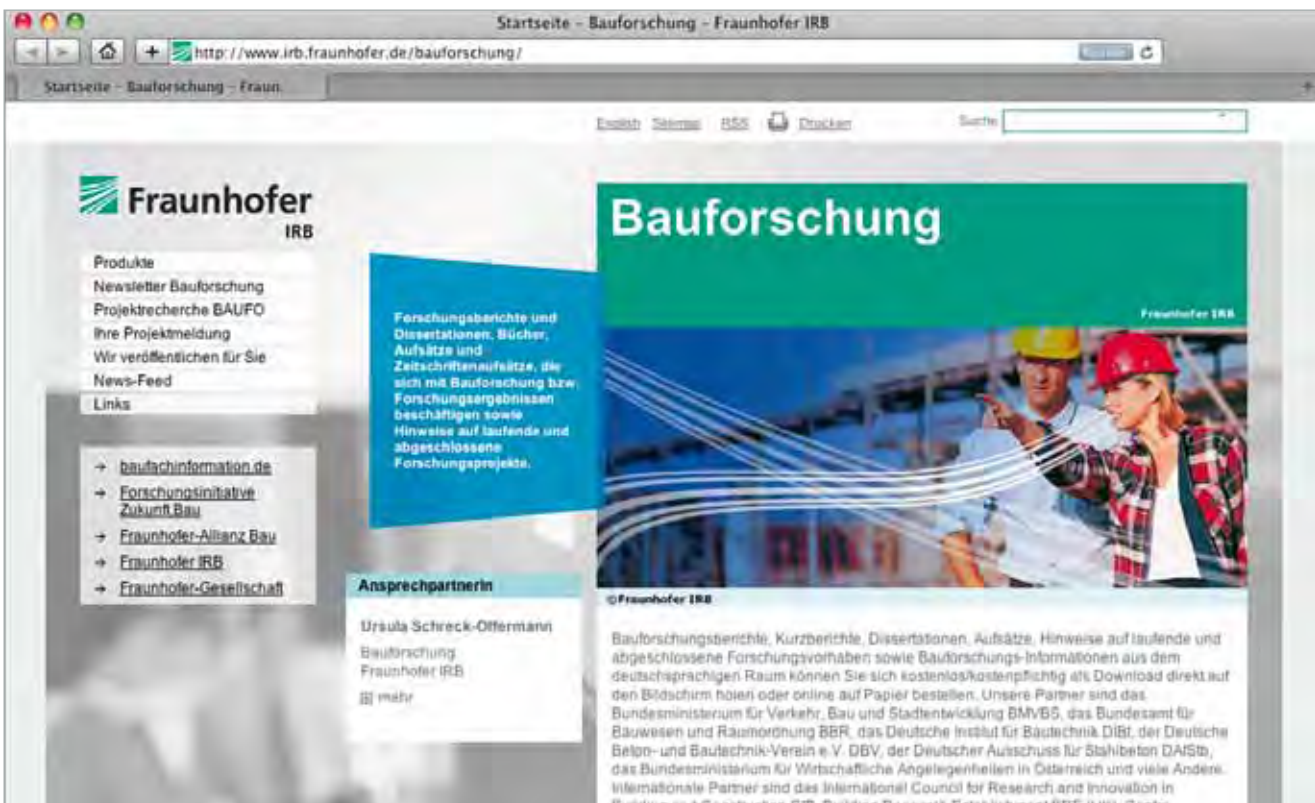 Startseite – Bauforschung – Fraunhofer IRB
http://www.irb.fraunhofer.de/bauforschung/
Startseite – Bauforschung – Fraun.
English Sitemap RSS Drucken Suche
Fraunhofer
IRB
Produkte
Newsletter Bauforschung
Projektrecherche BAUFO
Ihre Projektmeldung
Wir veröffentlichen für Sie
News-Feed
Links
→ baufachinformation.de
→ Forschungsinitiative
Zukunft Bau
→ Fraunhofer-Allianz Bau
→ Fraunhofer IRB
→ Fraunhofer-Gesellschaft
Forschungsberichte und
Dissertationen, Bücher,
Aufsätze und
Zeitschriftenaufsätze, die
sich mit Bauforschung bzw.
Forschungsergebnissen
beschäftigen sowie
Hinweise auf laufende und
abgeschlossene
Forschungsprojekte.
Ansprechpartnerin
Ursula Schreck-Offermann
Bauforschung
Fraunhofer IRB
mehr
Bauforschung
Fraunhofer IRB
©Fraunhofer IRB
Bauforschungsberichte, Kurzberichte, Dissertationen, Aufsätze, Hinweise auf laufende und
abgeschlossene Forschungsvorhaben sowie Bauforschungs-Informationen aus dem
deutschsprachigen Raum können Sie sich kostenlos/kostenpflichtig als Download direkt auf
den Bildschirm holen oder online auf Papier bestellen. Unsere Partner sind das
Bundesministerium für Verkehr, Bau und Stadtentwicklung BMVBS, das Bundesamt für
Bauwesen und Raumordnung BBR, das Deutsche Institut für Bautechnik DIBt, der Deutsche
Beton- und Bautechnik-Verein e.V. DBV, der Deutscher Ausschuss für Stahlbeton DAfStb,
das Bundesministerium für Wirtschaftliche Angelegenheiten in Österreich und viele Andere.
Internationale Partner sind das International Council for Research and Innovation in